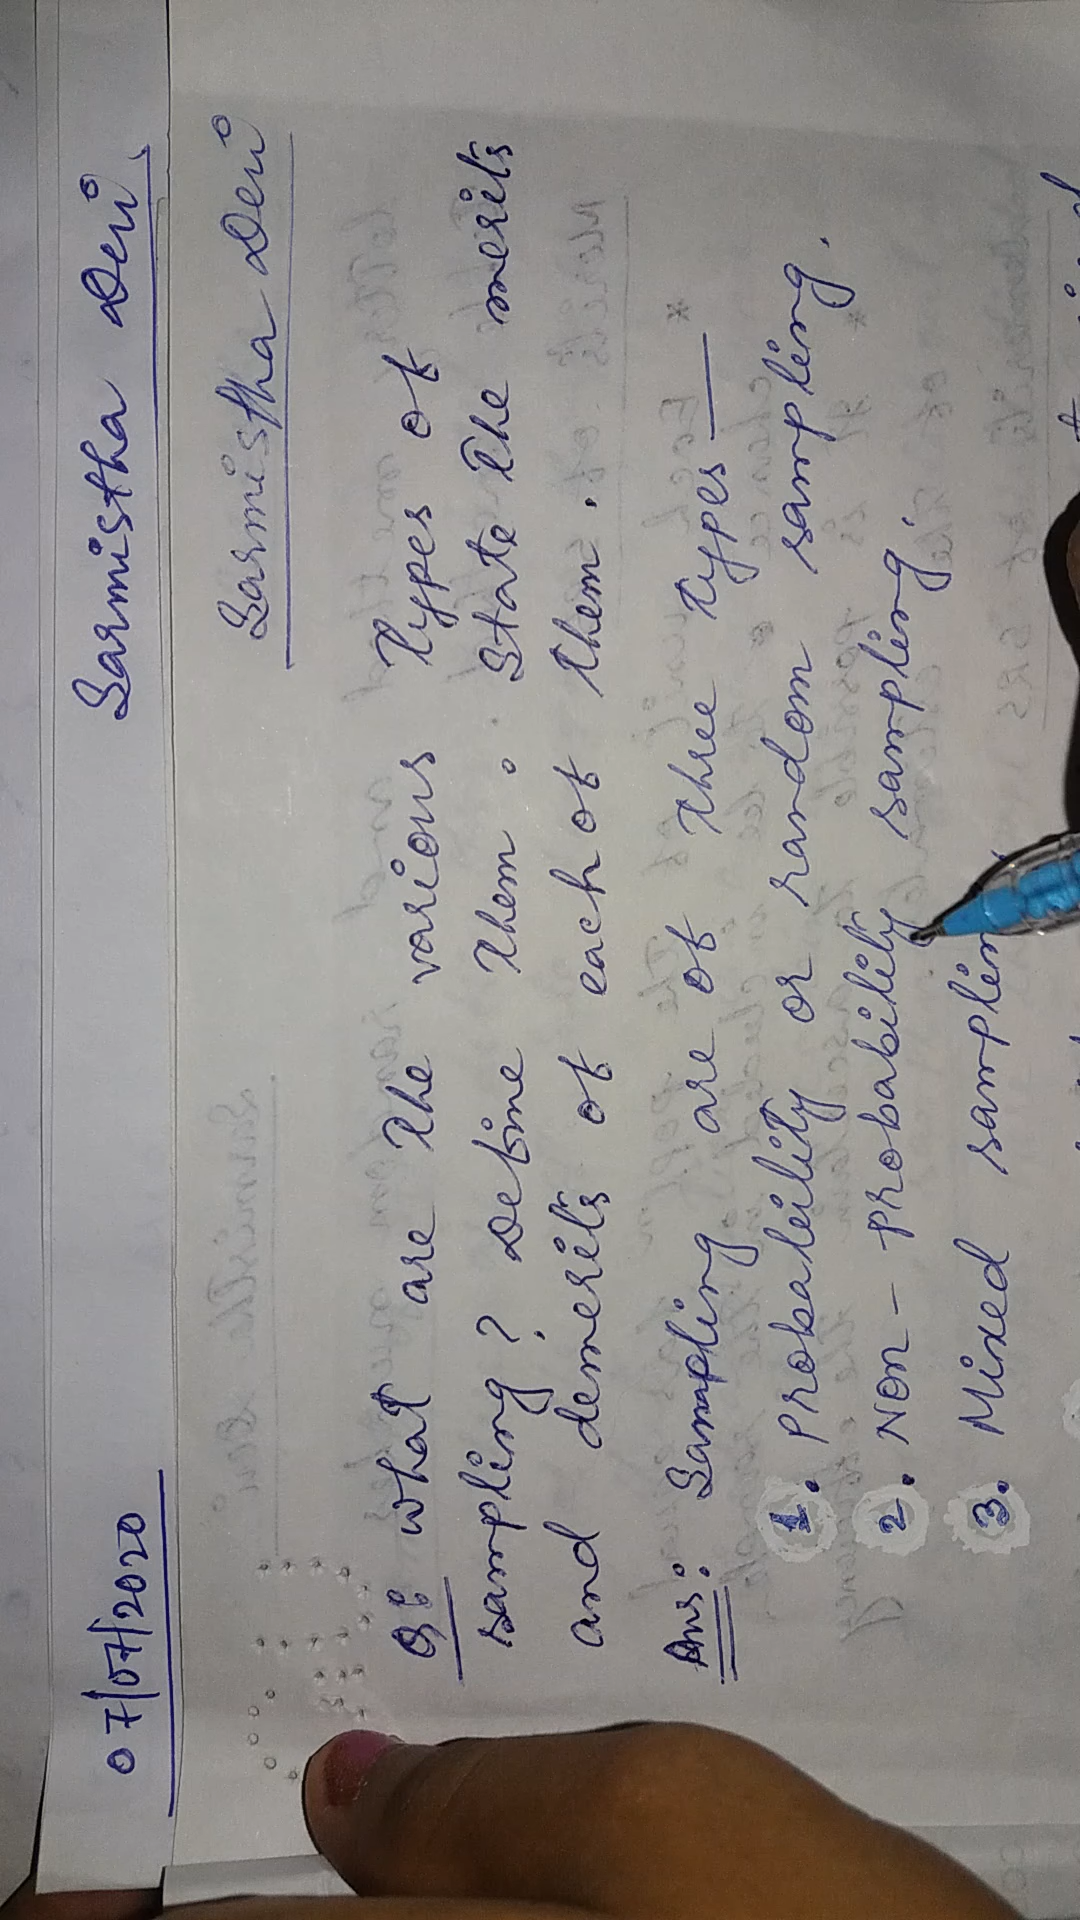 07/07/2020 Sarmistha Devi
Sarmistha Devi
Q: what are the various types of
sampling? Define them. State the merits
and demerits of each of them.
Ans: Sampling are of three types —
1. Probability or random sampling.
2. Non-probability sampling.
3. Mixed